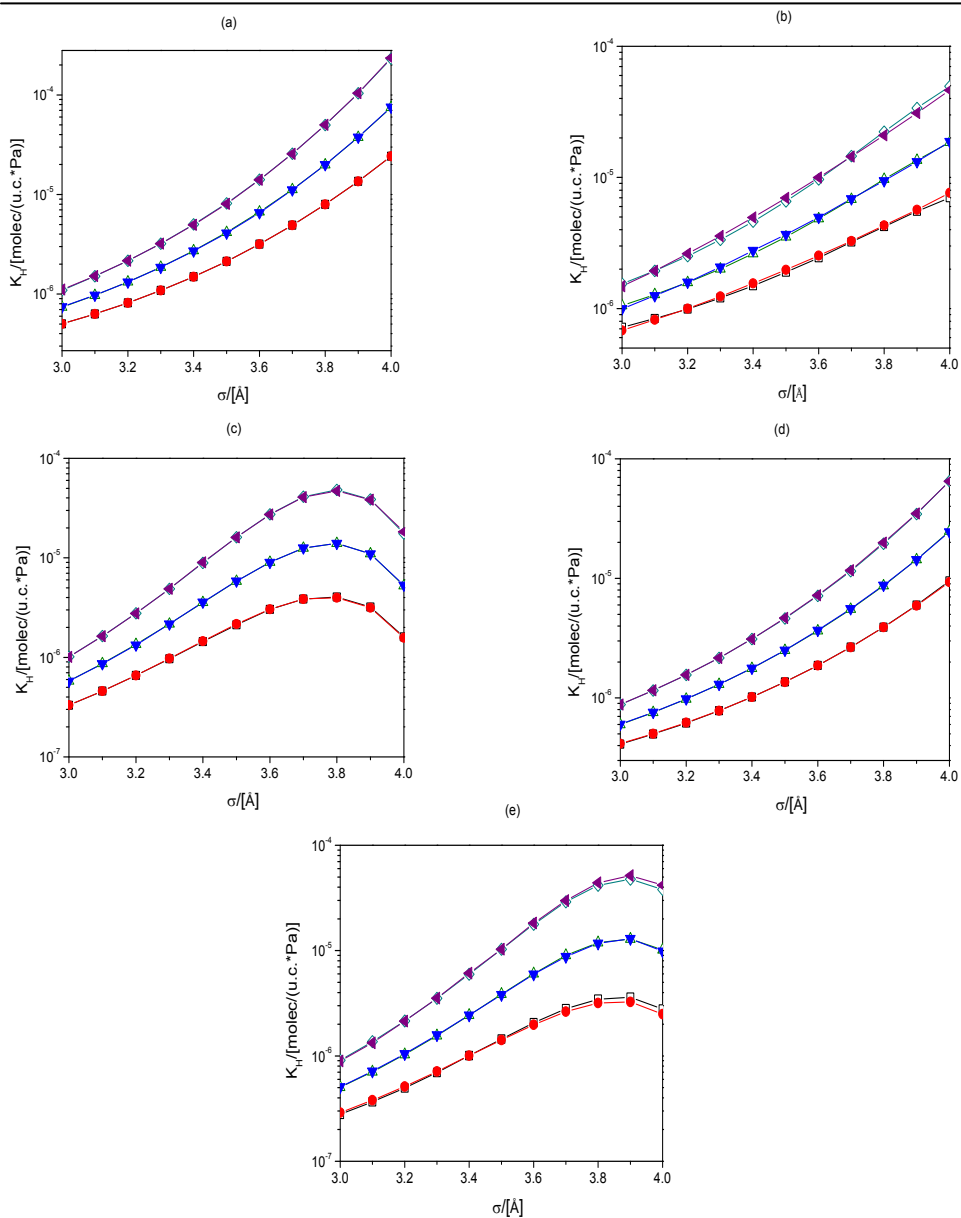 (a)
K_H/[molec/(u.c.*Pa)]
10^-4
10^-5
10^-6
3.0 3.2 3.4 3.6 3.8 4.0
σ/[Å]
(b)
K_H/[molec/(u.c.*Pa)]
10^-4
10^-5
10^-6
3.0 3.2 3.4 3.6 3.8 4.0
σ/[Å]
(c)
K_H/[molec/(u.c.*Pa)]
10^-4
10^-5
10^-6
10^-7
3.0 3.2 3.4 3.6 3.8 4.0
σ/[Å]
(d)
K_H/[molec/(u.c.*Pa)]
10^-4
10^-5
10^-6
3.0 3.2 3.4 3.6 3.8 4.0
σ/[Å]
(e)
K_H/[molec/(u.c.*Pa)]
10^-4
10^-5
10^-6
10^-7
3.0 3.2 3.4 3.6 3.8 4.0
σ/[Å]